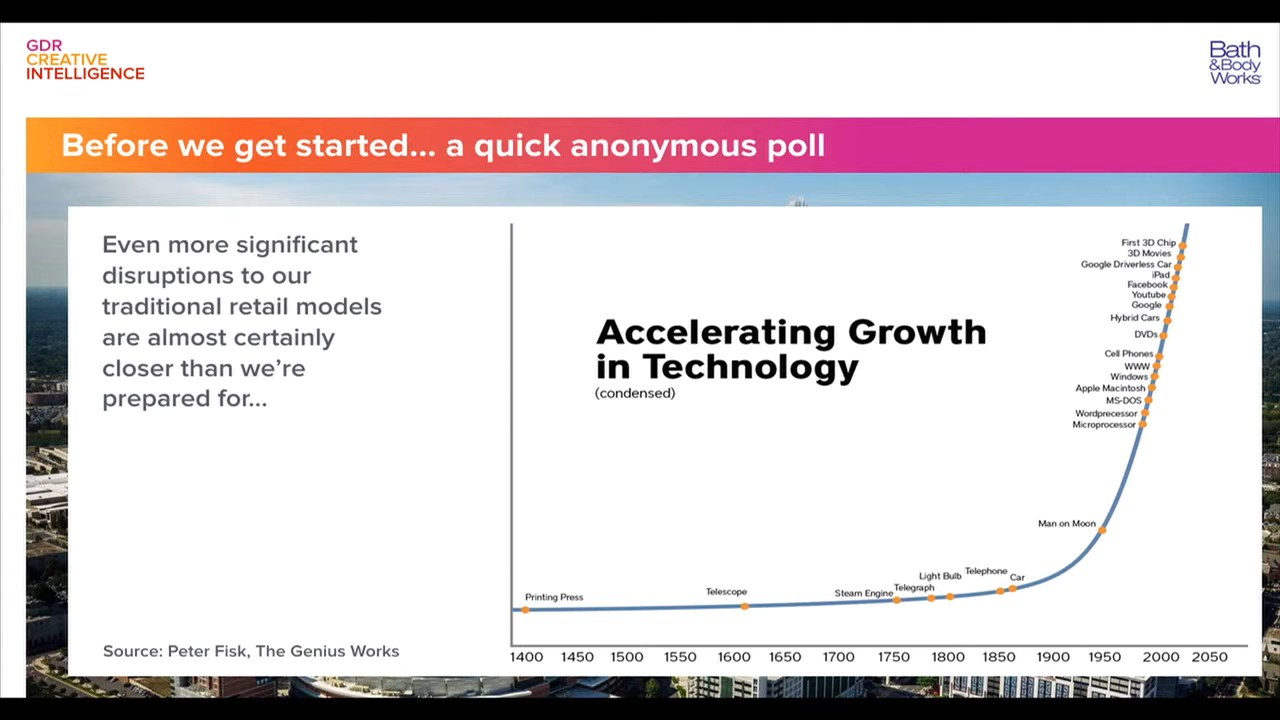 GDR
CREATIVE
INTELLIGENCE
Bath
&Body
Works
Before we get started... a quick anonymous poll
Even more significant
disruptions to our
traditional retail models
are almost certainly
closer than we're
prepared for...
Source: Peter Fisk, The Genius Works
Accelerating Growth
in Technology
(condensed)
First 3D Chip
3D Movies
Google Driverless Car
iPad
Facebook
Youtube
Google
Hybrid Cars
DVDs
Cell Phones
WWW
Windows
Apple Macintosh
MS-DOS
Wordprecessor
Microprocessor
Man on Moon
Car
Telephone
Light Bulb
Telegraph
Steam Engine
Telescope
Printing Press
1400 1450 1500 1550 1600 1650 1700 1750 1800 1850 1900 1950 2000 2050